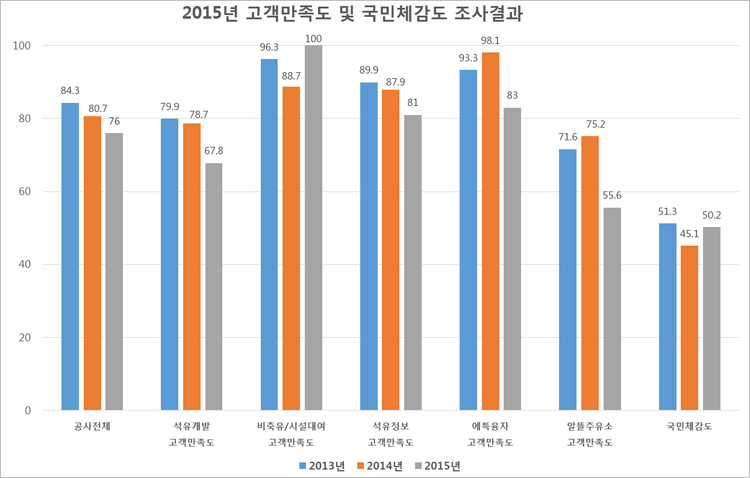 2015년 고객만족도 및 국민체감도 조사결과
100
80
60
40
20
0
84.3
80.7
76
79.9
78.7
67.8
96.3
88.7
100
89.9
87.9
81
93.3
98.1
83
71.6
75.2
55.6
51.3
45.1
50.2
공사전체
석유개발
고객만족도
비축유/시설대여
고객만족도
석유정보
고객만족도
에특융자
고객만족도
알뜰주유소
고객만족도
국민체감도
2013년 2014년 2015년